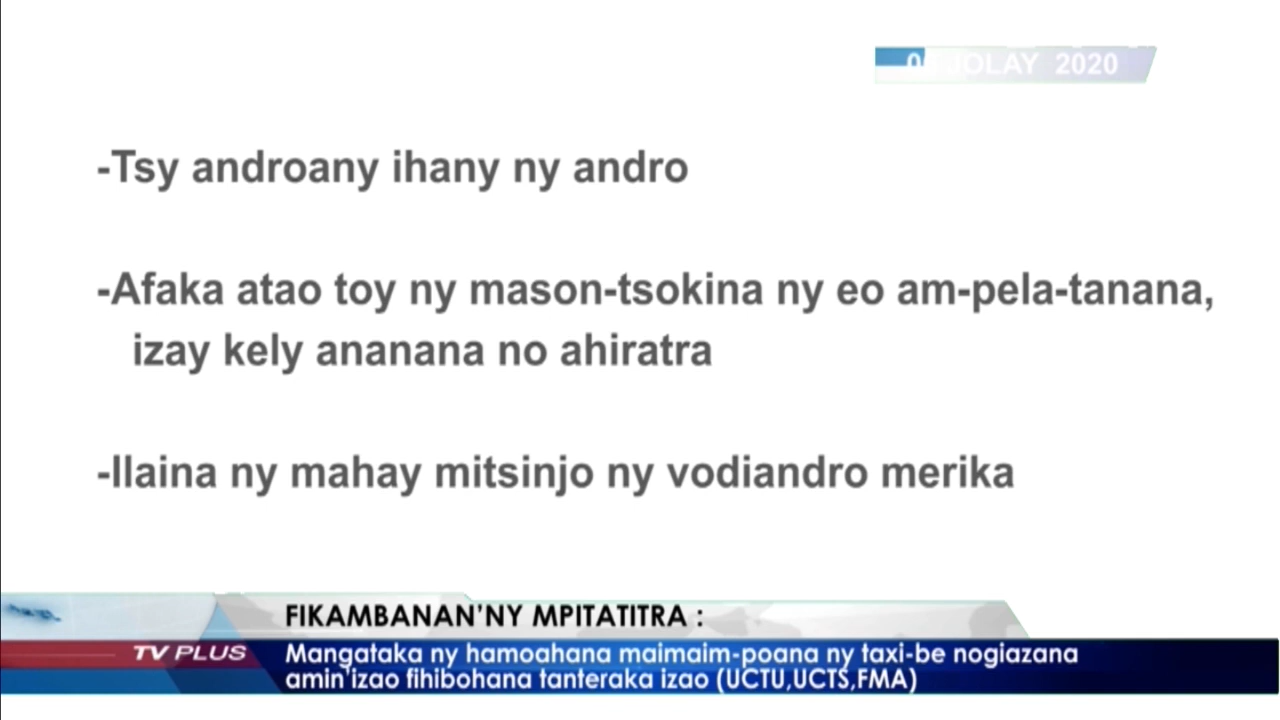 JOLAY 2020
-Tsy androany ihany ny andro
-Afaka atao toy ny mason-tsokina ny eo am-pela-tanana,
izay kely ananana no ahiratra
-Ilaina ny mahay mitsinjo ny vodiandro merika
FIKAMBANAN'NY MPITATITRA :
TV PLUS
Mangataka ny hamoahana maimaim-poana ny taxi-be nogiazana
amin'izao fihibohana tanteraka izao (UCTU,UCTS,FMA)